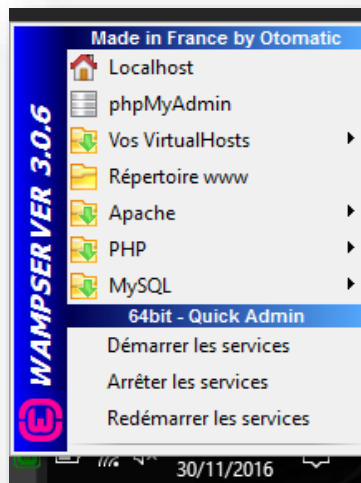 Made in France by Otomatic
Localhost
phpMyAdmin
Vos VirtualHosts
Répertoire www
Apache
PHP
MySQL
64bit - Quick Admin
Démarrer les services
Arrêter les services
Redémarrer les services
WAMPSERVER 3.0.6
30/11/2016